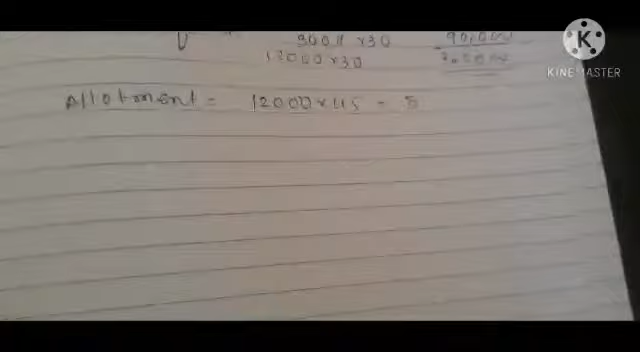 3000 × 30 90,000
12000 × 30
Allotment = 12000 × 45 = 5
KINEMASTER